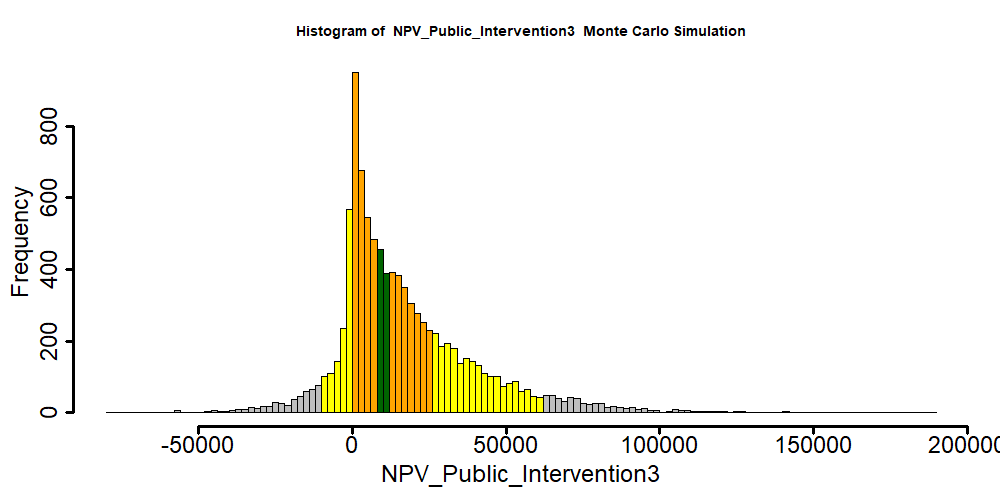 Histogram of  NPV_Public_Intervention3  Monte Carlo Simulation
Frequency
800
600
400
200
0
-50000 0 50000 100000 150000 200000
NPV_Public_Intervention3